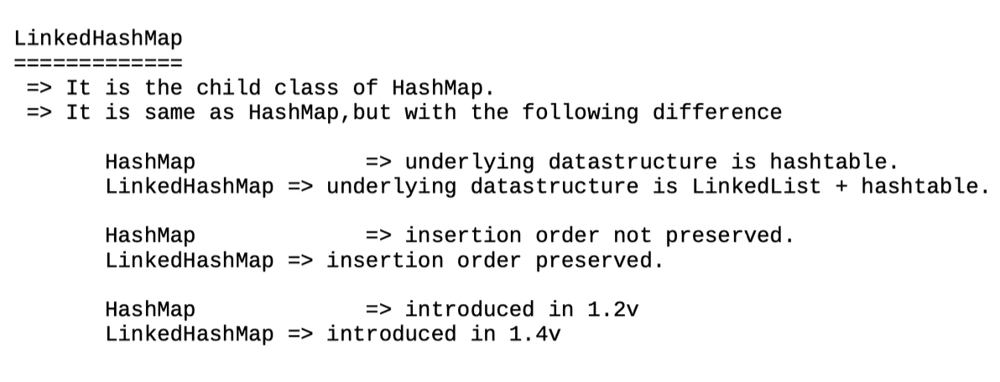 LinkedHashMap
=============
=> It is the child class of HashMap.
=> It is same as HashMap,but with the following difference
HashMap => underlying datastructure is hashtable.
LinkedHashMap => underlying datastructure is LinkedList + hashtable.
HashMap => insertion order not preserved.
LinkedHashMap => insertion order preserved.
HashMap => introduced in 1.2v
LinkedHashMap => introduced in 1.4v